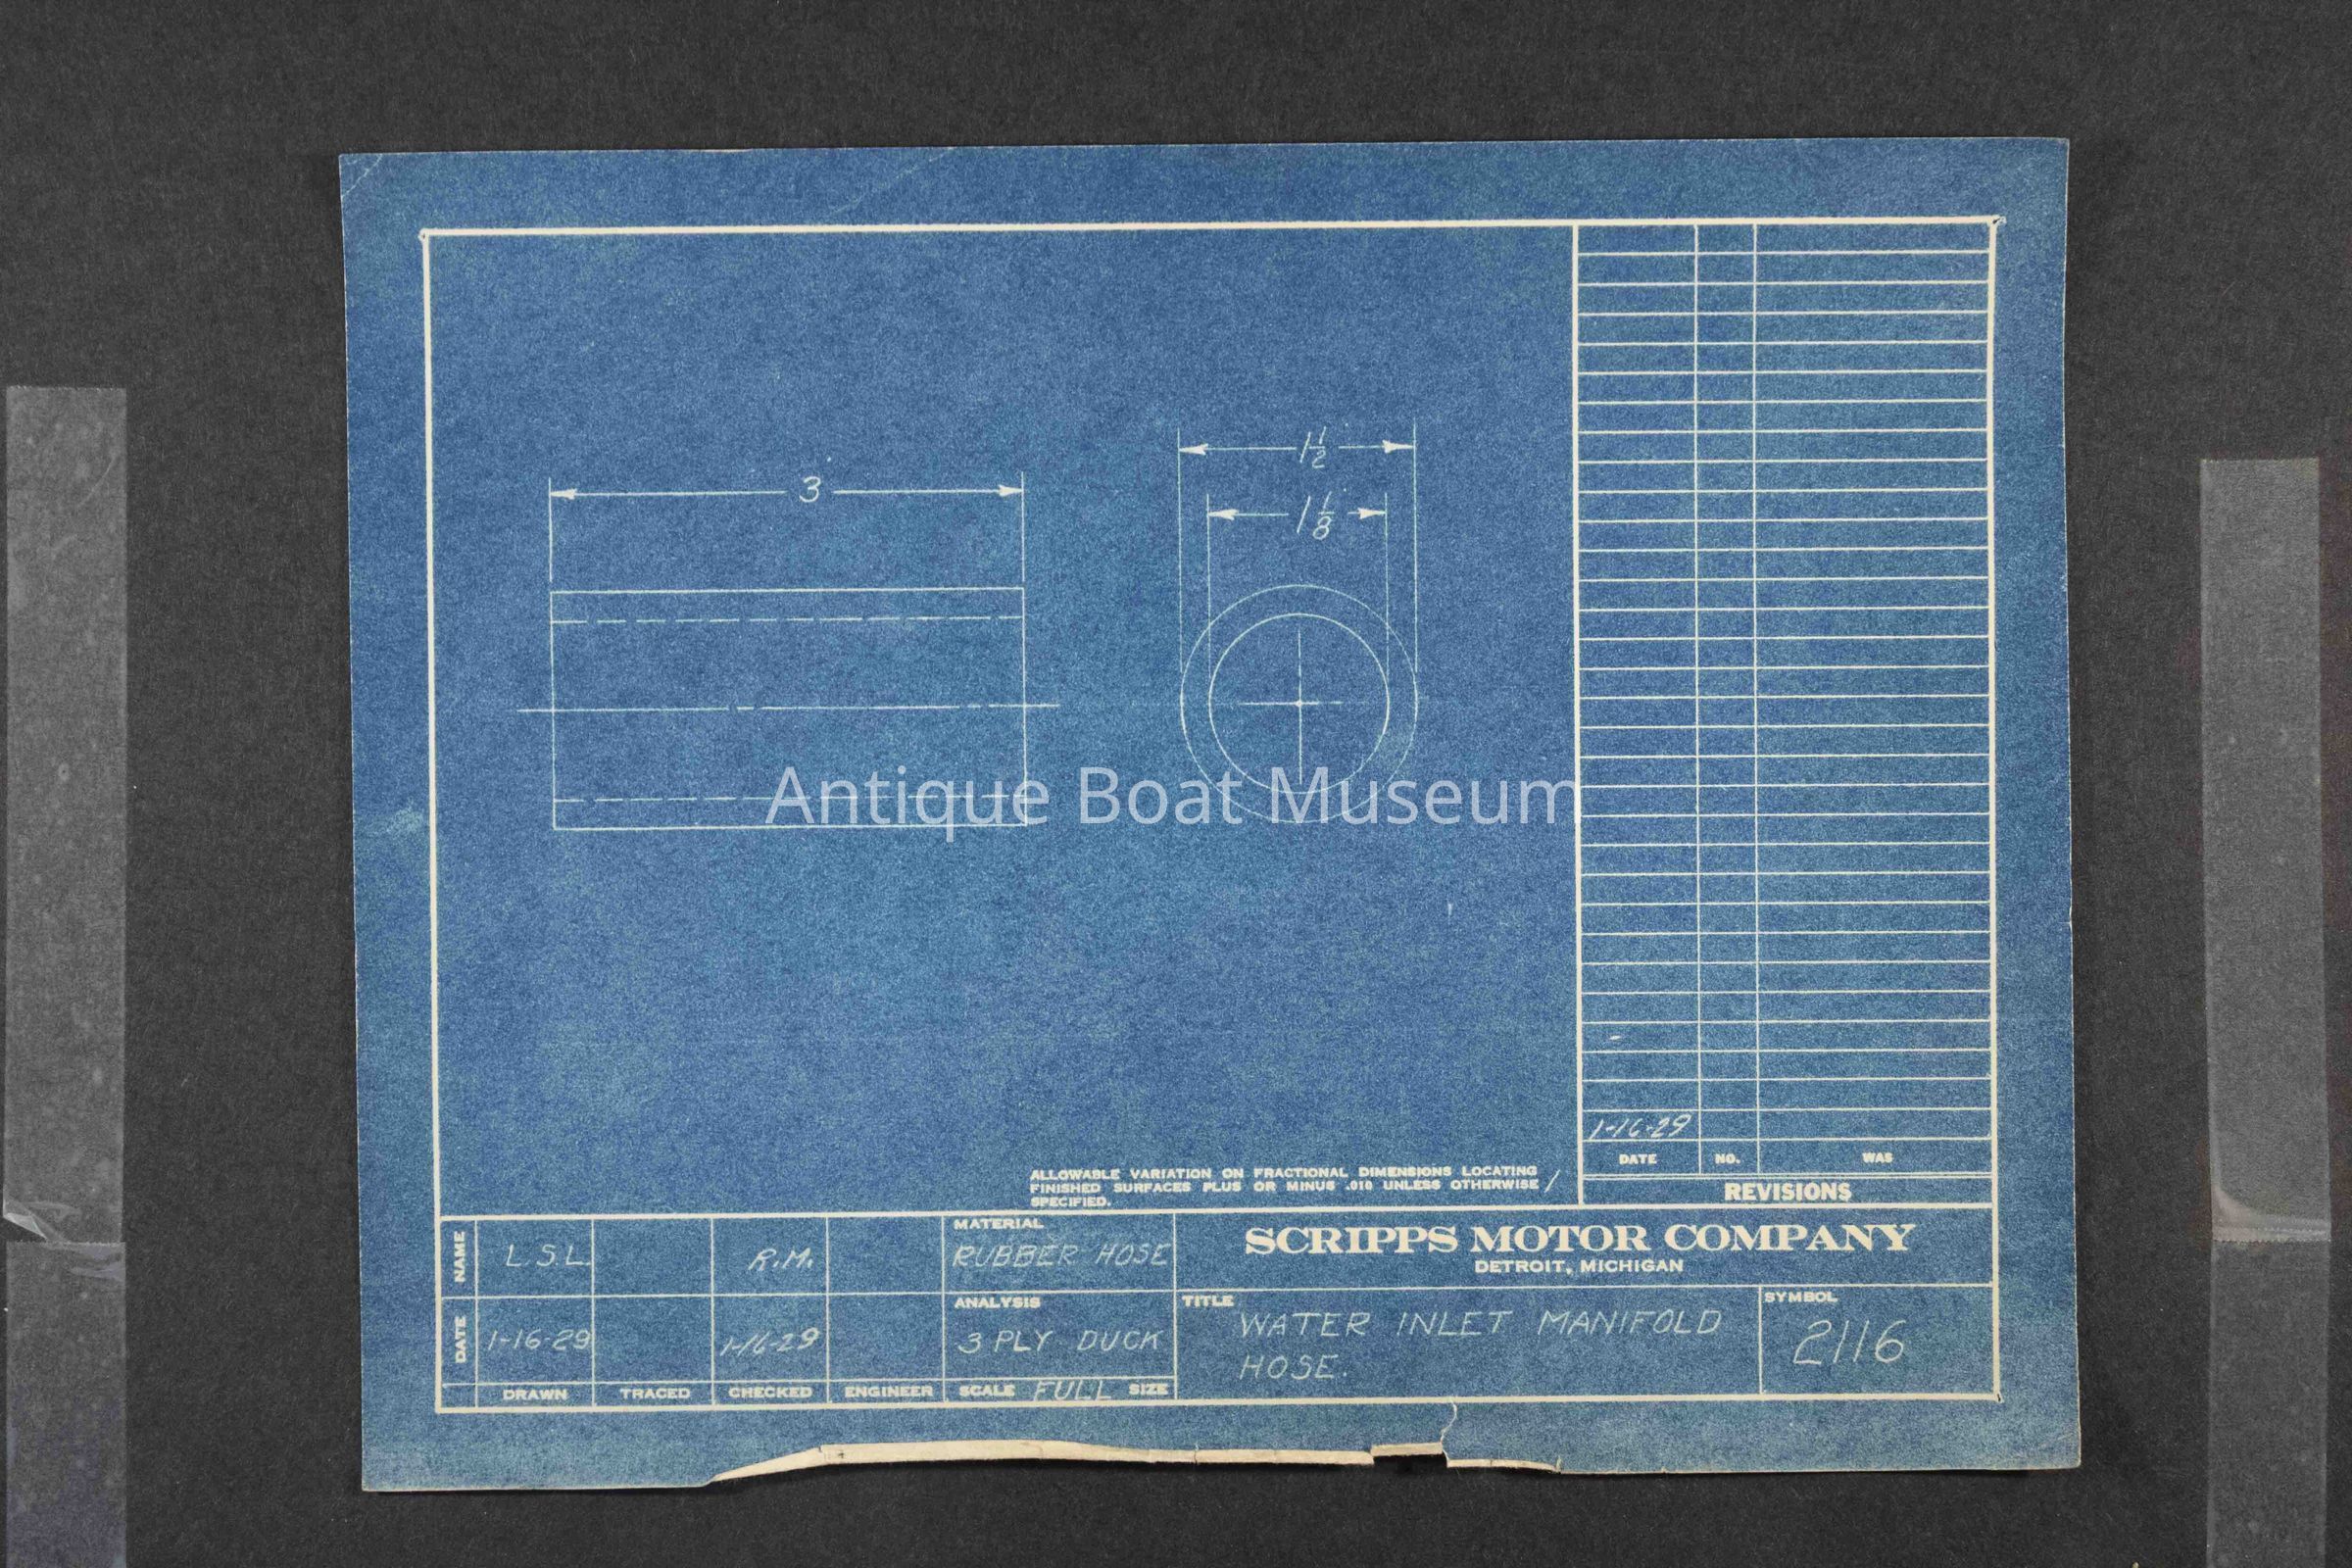 3
1 1/2
1 1/8
Antique Boat Museum
1-16-29
DATE NO. WAS
REVISIONS
ALLOWABLE VARIATION ON FRACTIONAL DIMENSIONS LOCATING
FINISHED SURFACES PLUS OR MINUS .010 UNLESS OTHERWISE
SPECIFIED.
NAME L.S.L. R.M.
DATE 1-16-29 1-16-29
DRAWN TRACED CHECKED ENGINEER
MATERIAL
RUBBER HOSE
ANALYSIS
3 PLY DUCK
SCALE FULL SIZE
SCRIPPS MOTOR COMPANY
DETROIT, MICHIGAN
TITLE WATER INLET MANIFOLD
HOSE.
SYMBOL
2116